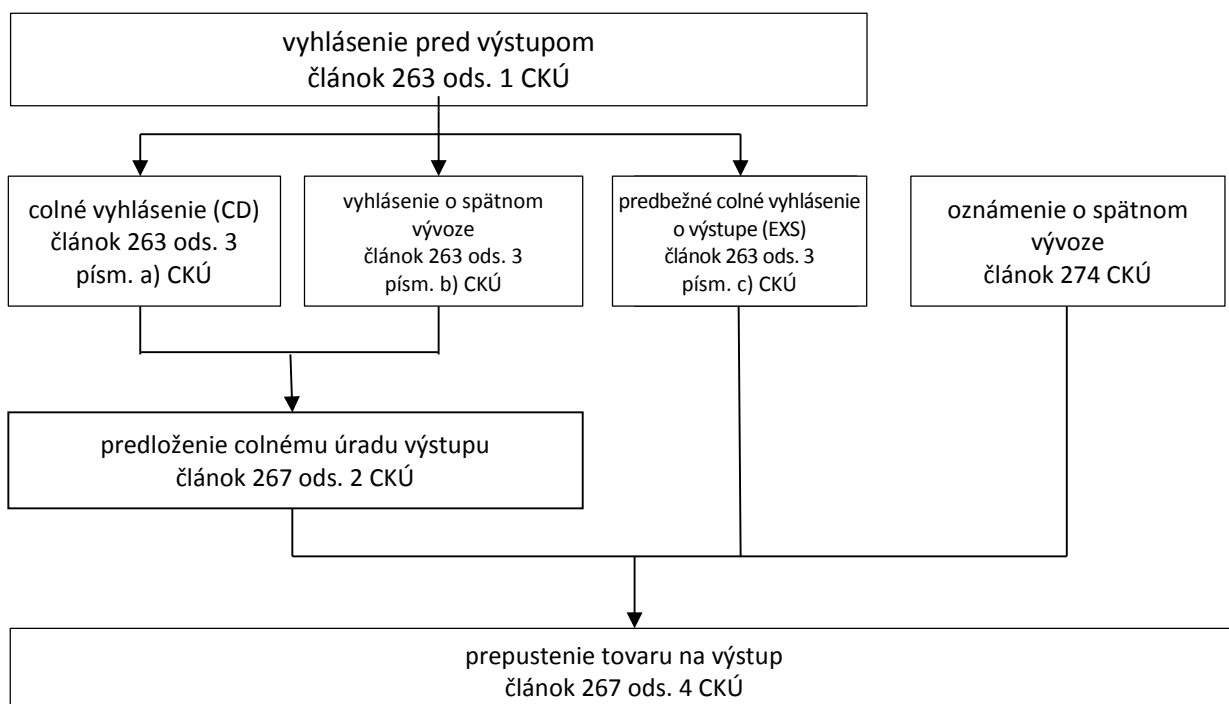 vyhlásenie pred výstupom
článok 263 ods. 1 CKÚ
colné vyhlásenie (CD)
článok 263 ods. 3
písm. a) CKÚ
vyhlásenie o spätnom
vývoze
článok 263 ods. 3
písm. b) CKÚ
predbežné colné vyhlásenie
o výstupe (EXS)
článok 263 ods. 3
písm. c) CKÚ
oznámenie o spätnom
vývoze
článok 274 CKÚ
predloženie colnému úradu výstupu
článok 267 ods. 2 CKÚ
prepustenie tovaru na výstup
článok 267 ods. 4 CKÚ